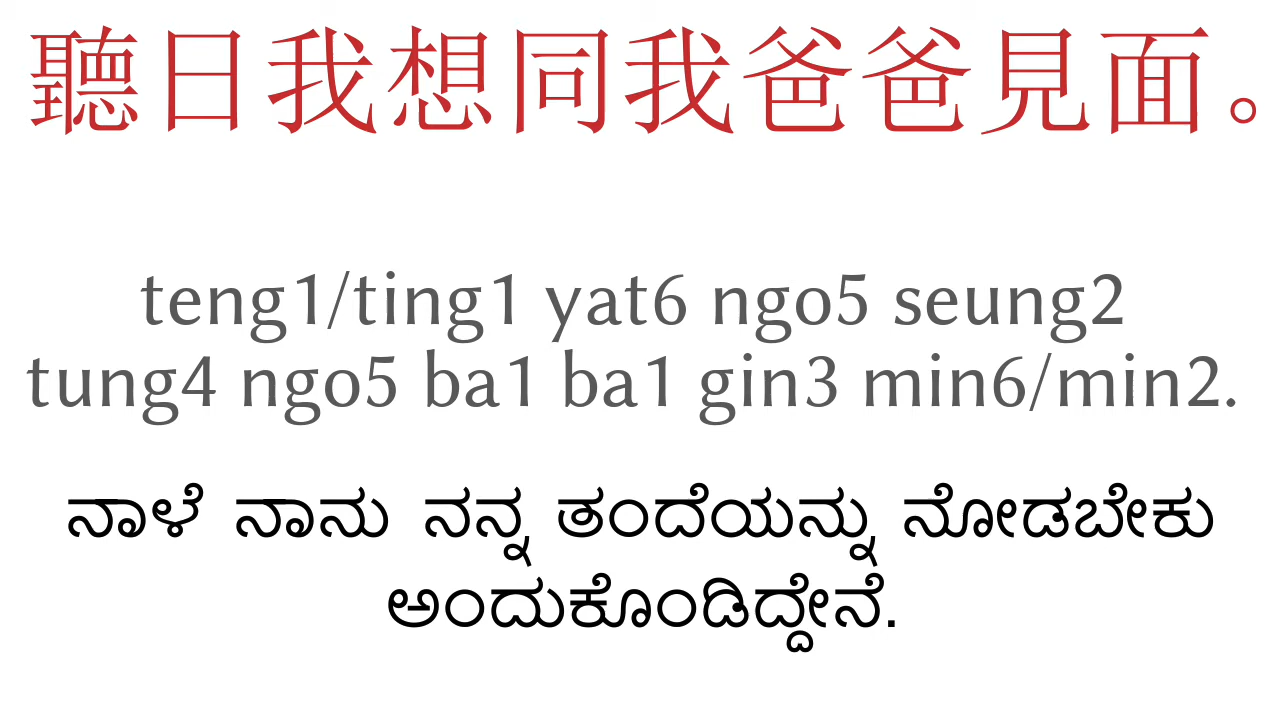 聽日我想同我爸爸見面。
teng1/ting1 yat6 ngo5 seung2
tung4 ngo5 ba1 ba1 gin3 min6/min2.
ನಾಳೆ ನಾನು ನನ್ನ ತಂದೆಯನ್ನು ನೋಡಬೇಕು
ಅಂದುಕೊಂಡಿದ್ದೇನೆ.